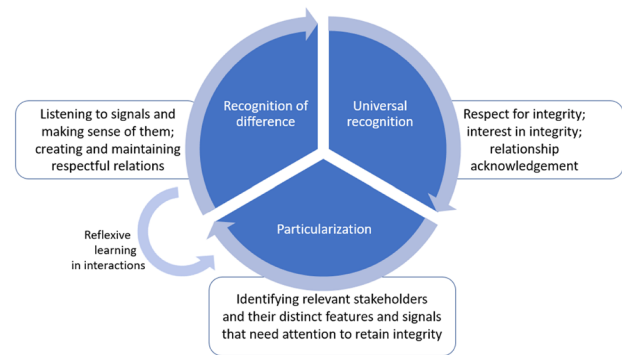 Recognition of
difference
Universal
recognition
Listening to signals and
making sense of them;
creating and maintaining
respectful relations
Respect for integrity;
interest in integrity;
relationship
acknowledgement
Particularization
Reflexive
learning
in interactions
Identifying relevant stakeholders
and their distinct features and signals
that need attention to retain integrity